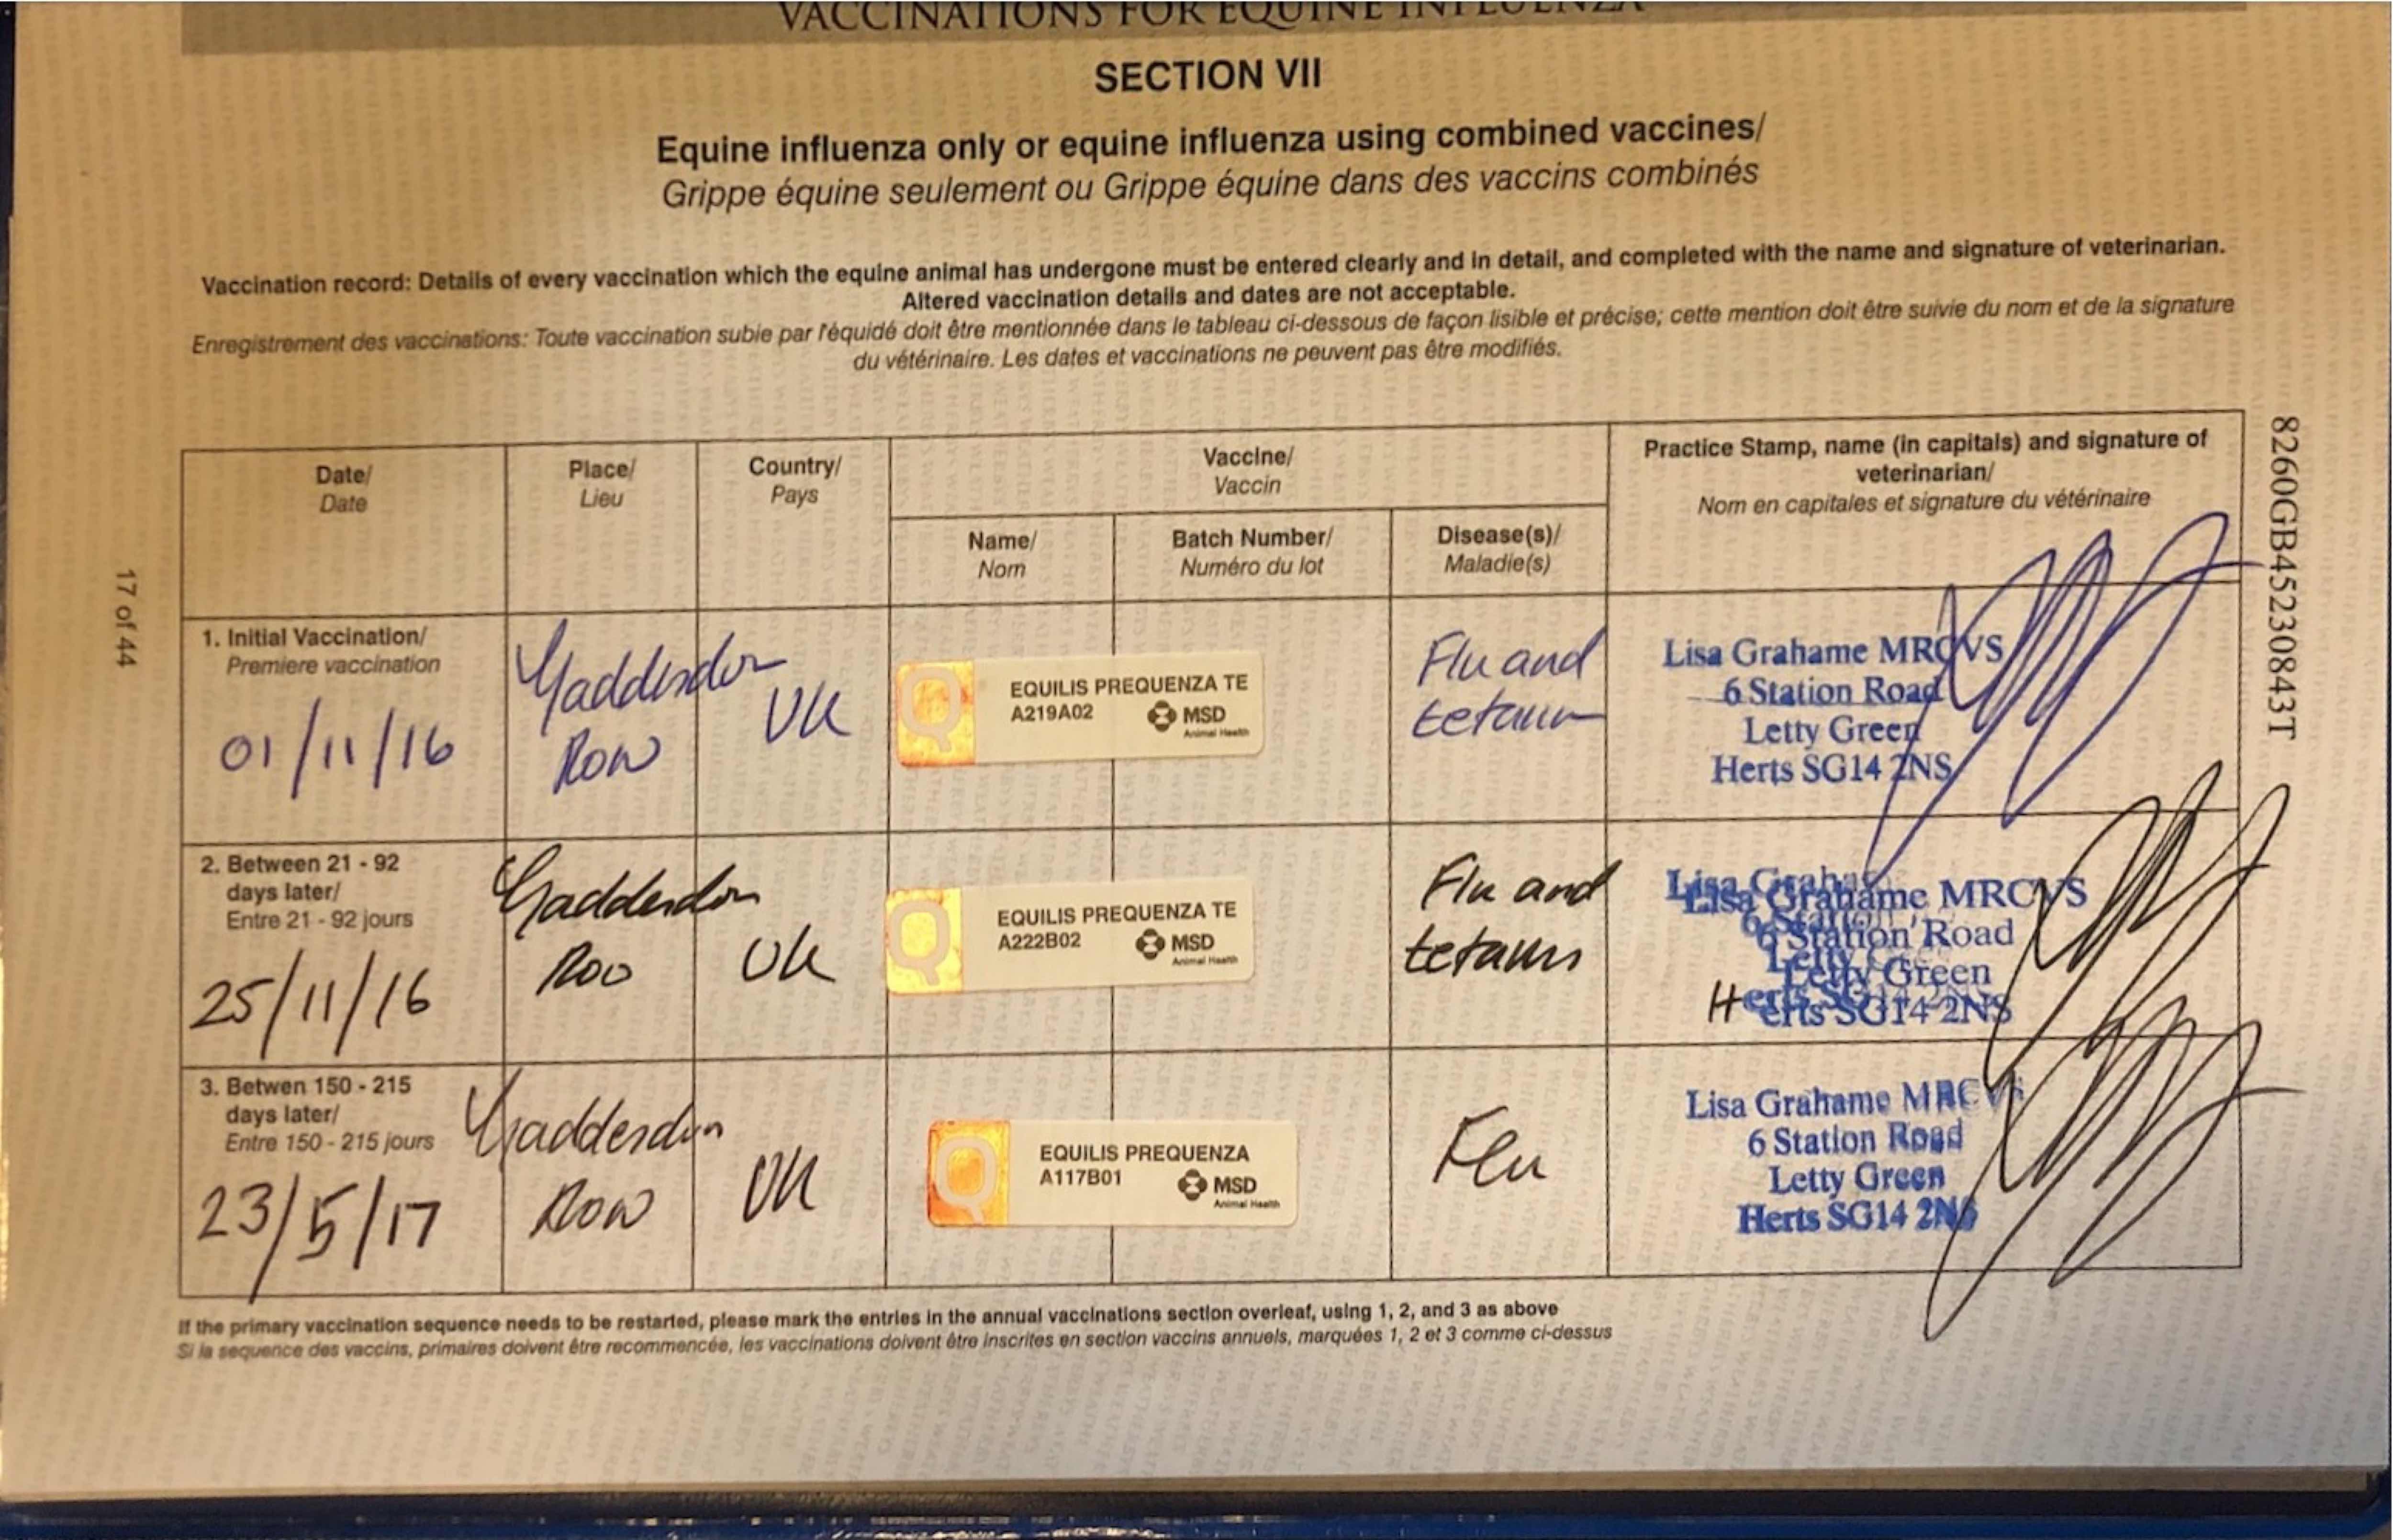 VACCINATIONS FOR EQUINE INFLUENZA
SECTION VII
Equine influenza only or equine influenza using combined vaccines/
Grippe équine seulement ou Grippe équine dans des vaccins combinés
Vaccination record: Details of every vaccination which the equine animal has undergone must be entered clearly and in detail, and completed with the name and signature of veterinarian.
Altered vaccination details and dates are not acceptable.
Enregistrement des vaccinations: Toute vaccination subie par l'équidé doit être mentionnée dans le tableau ci-dessous de façon lisible et précise; cette mention doit être suivie du nom et de la signature
du vétérinaire. Les dates et vaccinations ne peuvent pas être modifiés.
Date/
Date
Place/
Lieu
Country/
Pays
Vaccine/
Vaccin
Name/
Nom
Batch Number/
Numéro du lot
Disease(s)/
Maladie(s)
Practice Stamp, name (in capitals) and signature of
veterinarian/
Nom en capitales et signature du vétérinaire
1. Initial Vaccination/
Premiere vaccination
01/11/16
Gaddesdon
Row
UK
EQUILIS PREQUENZA TE
A219A02
MSD
Animal Health
Flu and
tetanus
Lisa Grahame MRCVS
6 Station Road
Letty Green
Herts SG14 2NS
2. Between 21 - 92
days later/
Entre 21 - 92 jours
25/11/16
Gaddesdon
Row
UK
EQUILIS PREQUENZA TE
A222B02
MSD
Animal Health
Flu and
tetanus
Lisa Grahame MRCVS
6 Station Road
Letty Green
Herts SG14 2NS
3. Betwen 150 - 215
days later/
Entre 150 - 215 jours
23/5/17
Gaddesdon
Row
UK
EQUILIS PREQUENZA
A117B01
MSD
Animal Health
Flu
Lisa Grahame MRCVS
6 Station Road
Letty Green
Herts SG14 2NS
If the primary vaccination sequence needs to be restarted, please mark the entries in the annual vaccinations section overleaf, using 1, 2, and 3 as above
Si la sequence des vaccins, primaires doivent être recommencée, les vaccinations doivent être inscrites en section vaccins annuels, marquées 1, 2 et 3 comme ci-dessus
17 of 44
8260GB45230843T